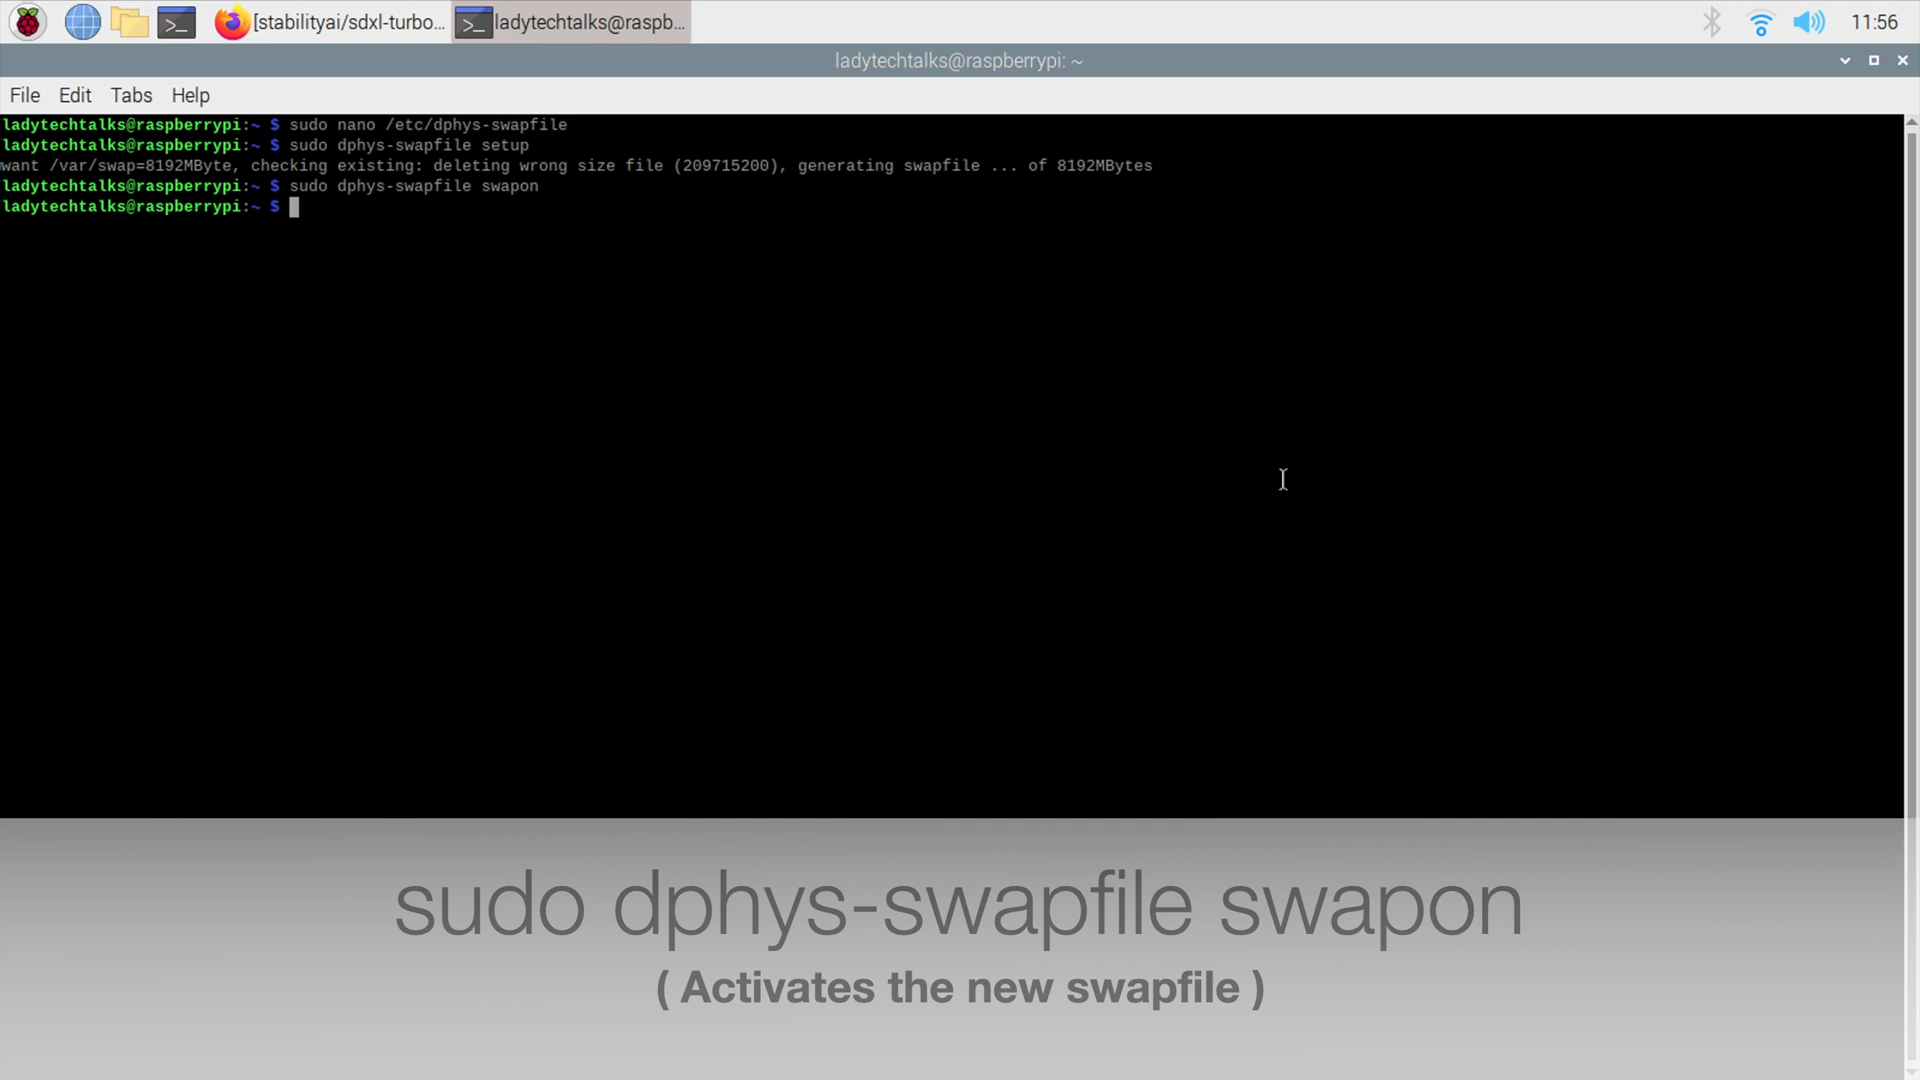 [stabilityai/sdxl-turbo... ladytechtalks@raspb... 11:56
ladytechtalks@raspberrypi: ~
File Edit Tabs Help
ladytechtalks@raspberrypi:~ $ sudo nano /etc/dphys-swapfile
ladytechtalks@raspberrypi:~ $ sudo dphys-swapfile setup
want /var/swap=8192MByte, checking existing: deleting wrong size file (209715200), generating swapfile ... of 8192MBytes
ladytechtalks@raspberrypi:~ $ sudo dphys-swapfile swapon
ladytechtalks@raspberrypi:~ $
sudo dphys-swapfile swapon
( Activates the new swapfile )